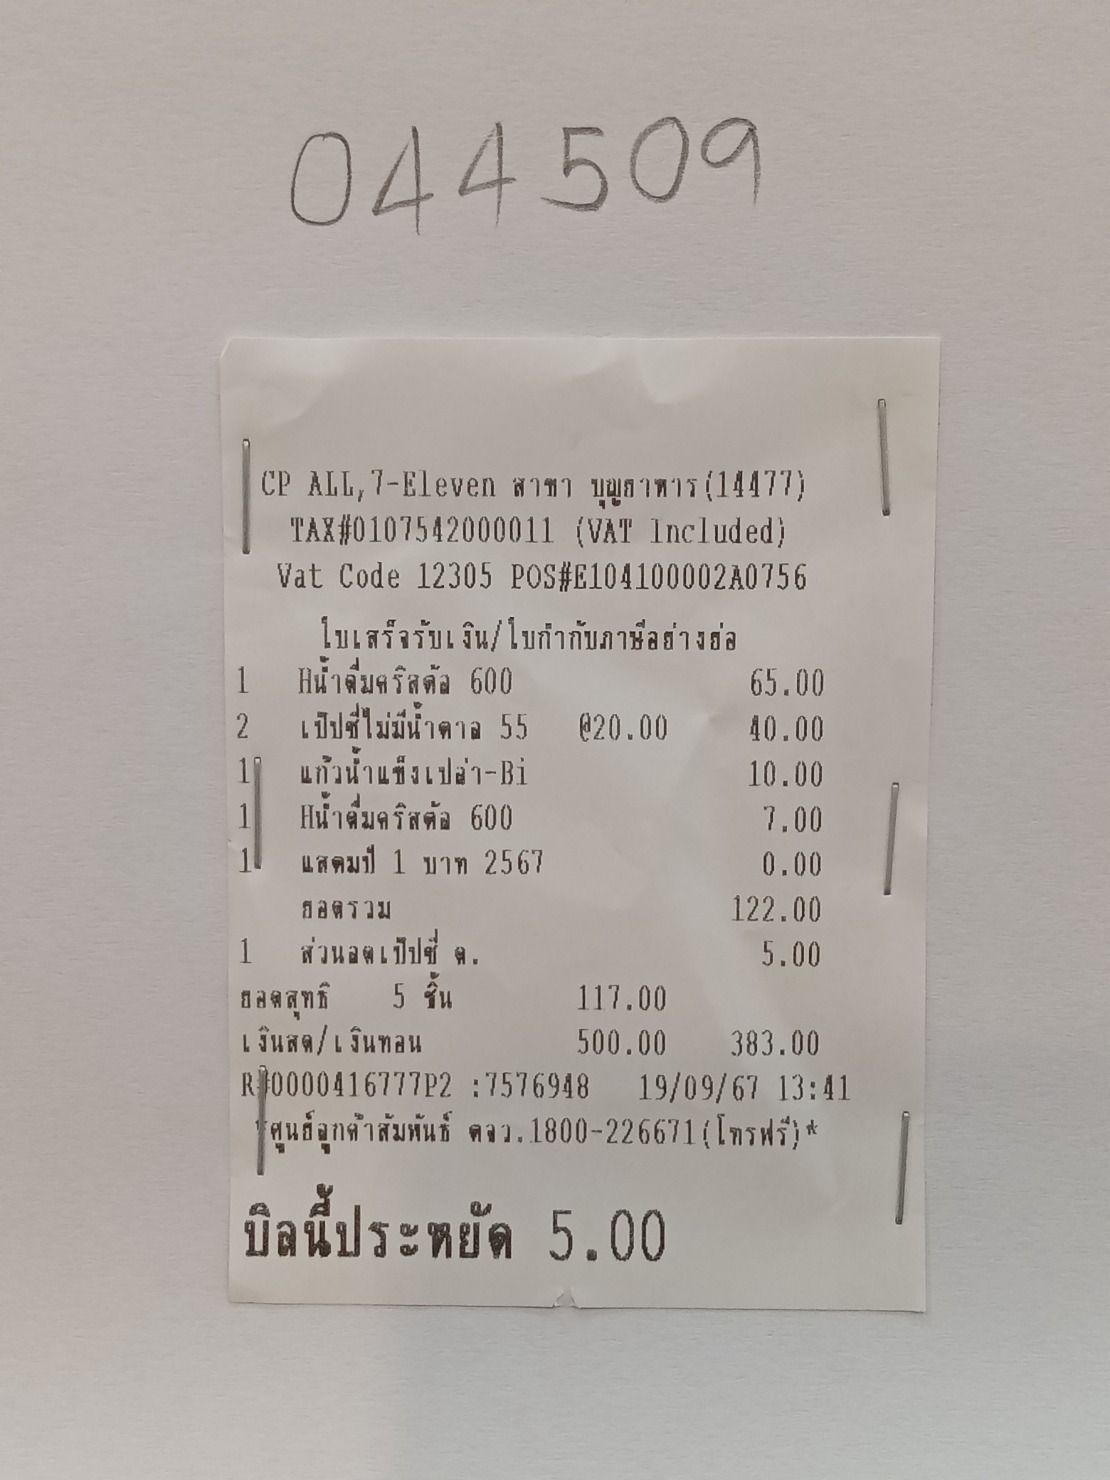 044509
CP ALL,7-Eleven สาขา บุญยาหาร(14477)
TAX#0107542000011 (VAT Included)
Vat Code 12305 POS#E104100002A0756
ใบเสร็จรับเงิน/ใบกำกับภาษีอย่างย่อ
1 Hน้ำดื่มคริสตัล 600 65.00
2 เป๊ปซี่ไม่มีน้ำตาล 55 @20.00 40.00
1 แก้วน้ำแข็งเปล่า-Bi 10.00
1 Hน้ำดื่มคริสตัล 600 7.00
1 แสตมป์ 1 บาท 2567 0.00
ยอดรวม 122.00
1 ส่วนลดเป๊ปซี่ ต. 5.00
ยอดสุทธิ 5 ชิ้น 117.00
เงินสด/เงินทอน 500.00 383.00
R#0000416777P2 :7576948 19/09/67 13:41
*ศูนย์ลูกค้าสัมพันธ์ ตจว.1800-226671(โทรฟรี)*
บิลนี้ประหยัด 5.00